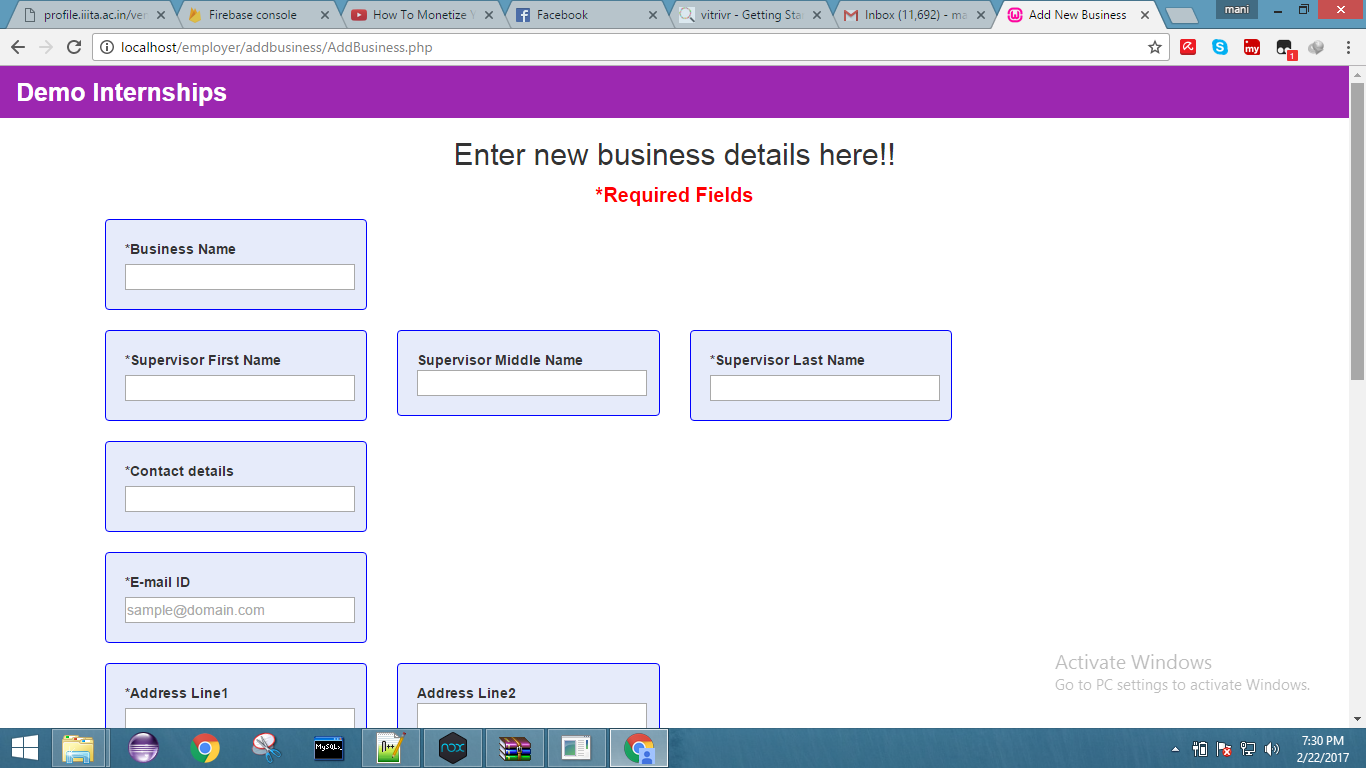 profile.iiita.ac.in/ver
Firebase console
How To Monetize Y
Facebook
vitrivr - Getting Sta
Inbox (11,692) - ma
Add New Business
mani
localhost/employer/addbusiness/AddBusiness.php
my
1
Demo Internships
Enter new business details here!!
*Required Fields
*Business Name
*Supervisor First Name
Supervisor Middle Name
*Supervisor Last Name
*Contact details
*E-mail ID
sample@domain.com
*Address Line1
Address Line2
Activate Windows
Go to PC settings to activate Windows.
nox
7:30 PM
2/22/2017